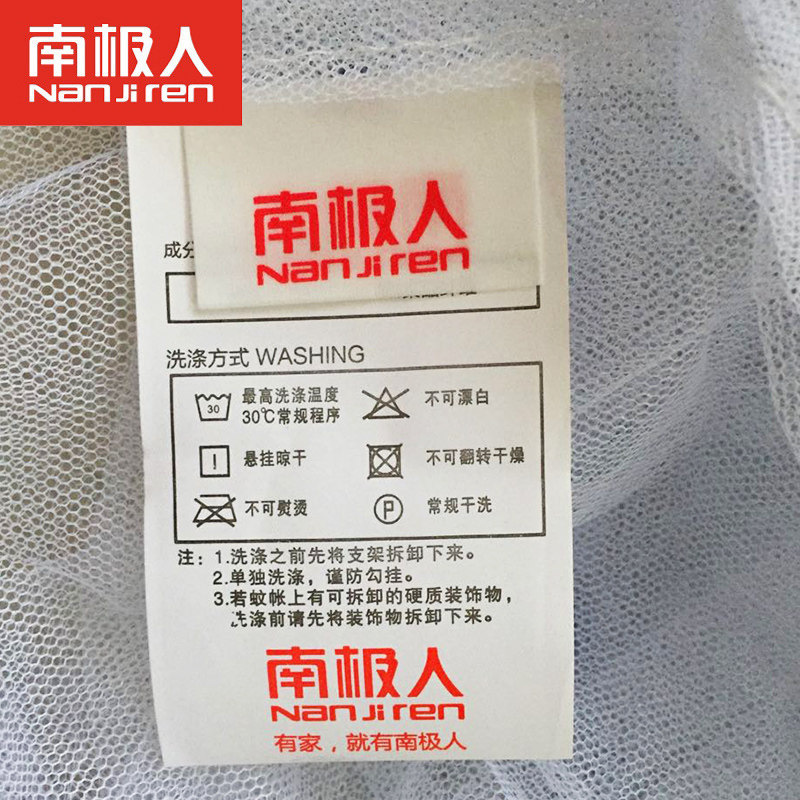 南极人
NanJiren
南极人
NanJiren
成分
洗涤方式 WASHING
30 最高洗涤温度 不可漂白
30℃常规程序
悬挂晾干 不可翻转干燥
不可熨烫 P 常规干洗
注：1.洗涤之前先将支架拆卸下来。
2.单独洗涤，谨防勾挂。
3.若蚊帐上有可拆卸的硬质装饰物，
洗涤前请先将装饰物拆卸下来。
南极人
NanJiren
有家，就有南极人